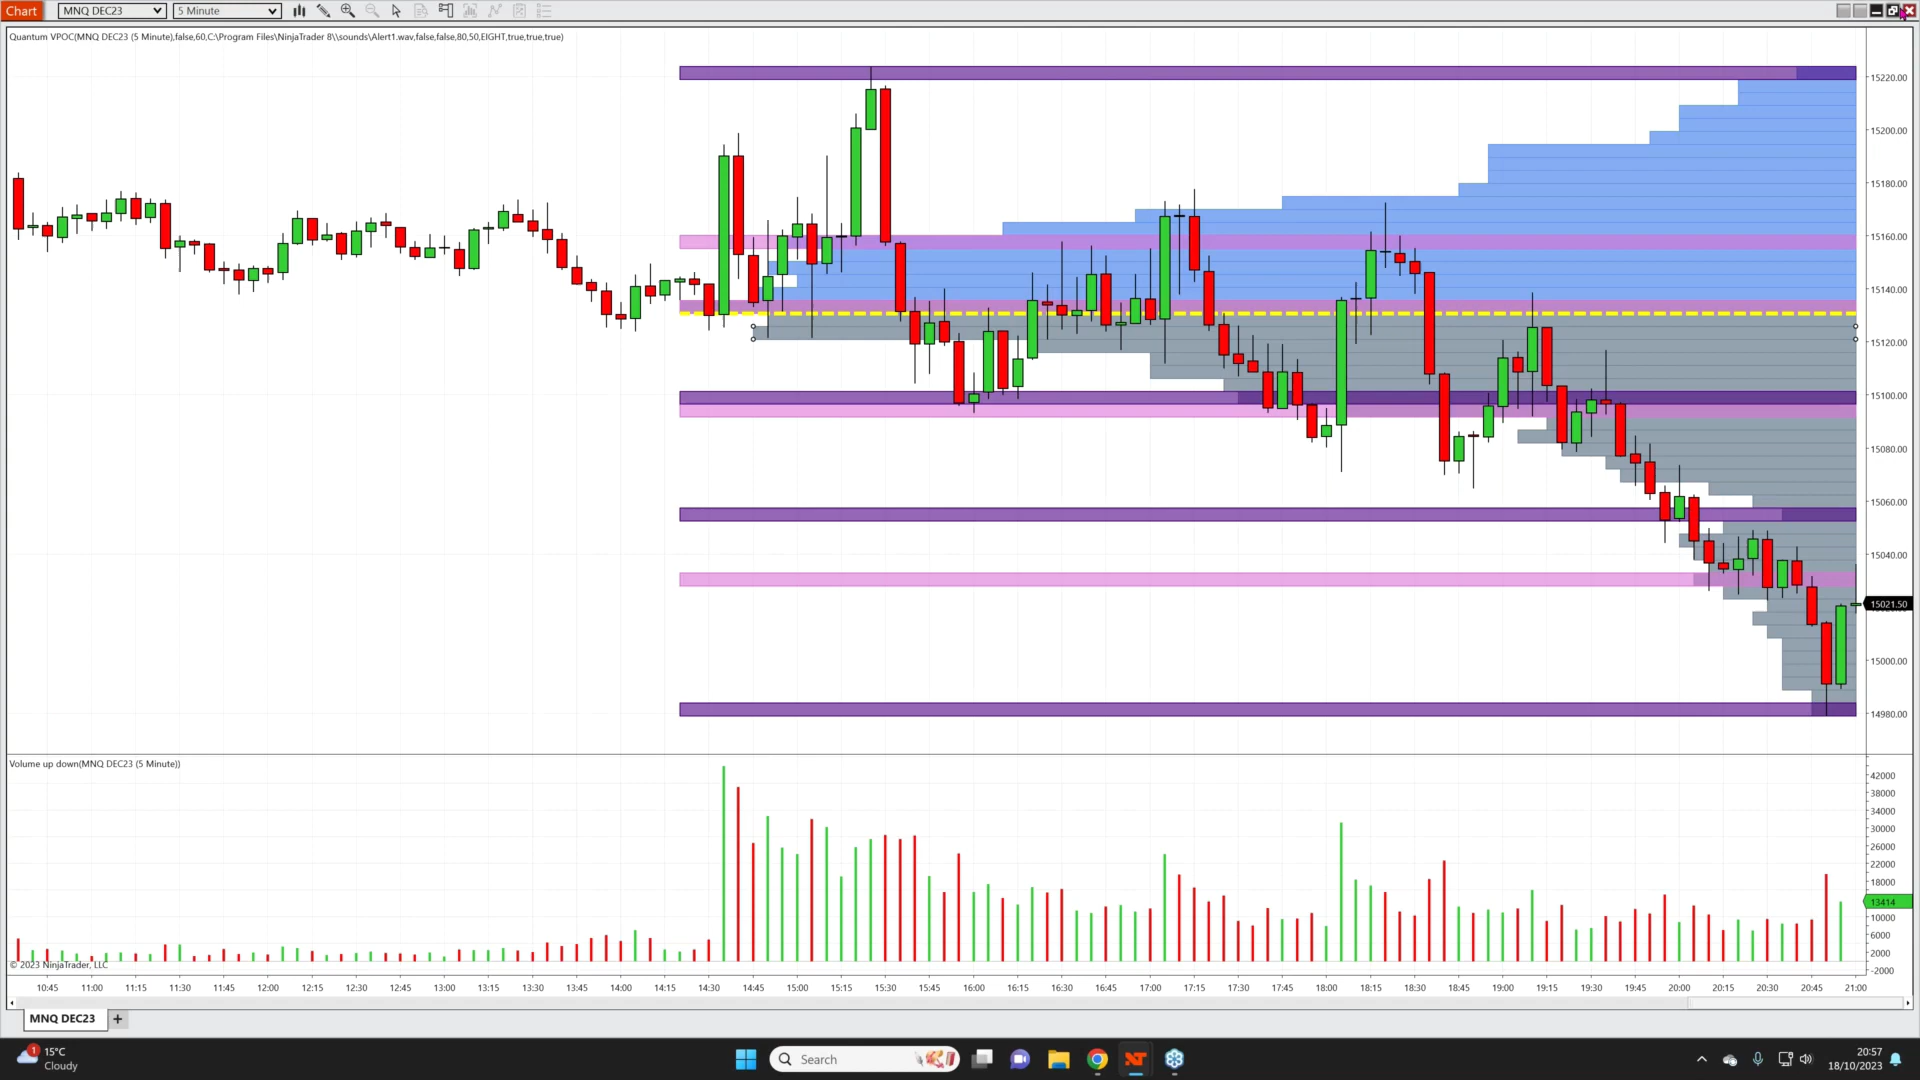 Chart
MNQ DEC23
5 Minute
Quantum VPOC(MNQ DEC23 (5 Minute),false,60,C:\Program Files\NinjaTrader 8\\sounds\Alert1.wav,false,false,80,50,EIGHT,true,true,true)
15220.00
15200.00
15180.00
15160.00
15140.00
15120.00
15100.00
15080.00
15060.00
15040.00
15021.50
15000.00
14980.00
Volume up down(MNQ DEC23 (5 Minute))
42000
38000
34000
30000
26000
22000
18000
13414
10000
6000
2000
-2000
© 2023 NinjaTrader, LLC
10:45 11:00 11:15 11:30 11:45 12:00 12:15 12:30 12:45 13:00 13:15 13:30 13:45 14:00 14:15 14:30 14:45 15:00 15:15 15:30 15:45 16:00 16:15 16:30 16:45 17:00 17:15 17:30 17:45 18:00 18:15 18:30 18:45 19:00 19:15 19:30 19:45 20:00 20:15 20:30 20:45 21:00
MNQ DEC23
+
1
15°C
Cloudy
Search
20:57
18/10/2023